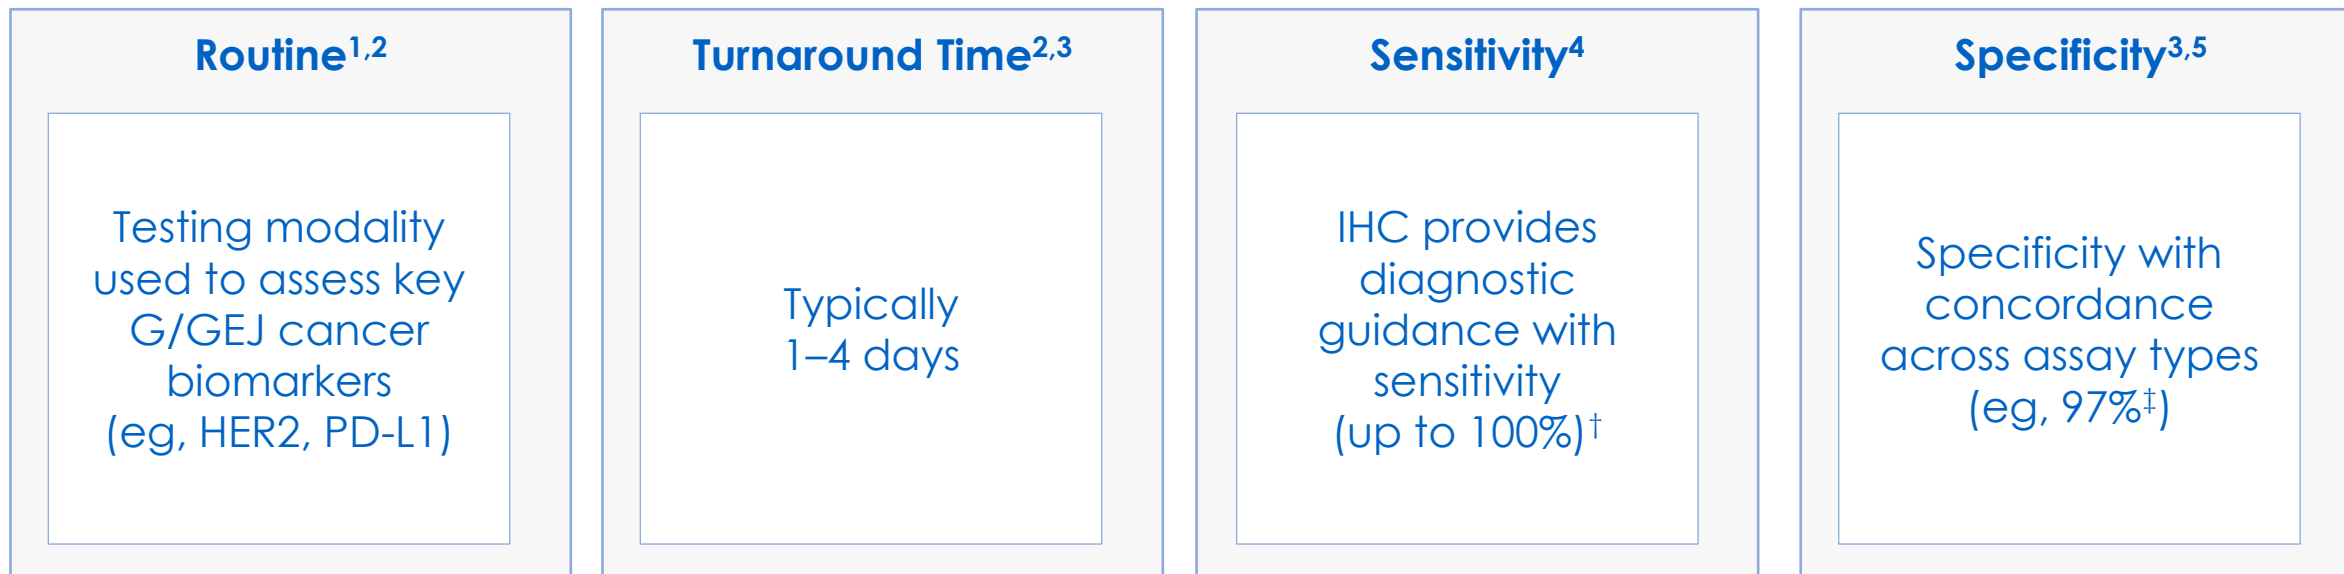 Routine1,2
Testing modality
used to assess key
G/GEJ cancer
biomarkers
(eg, HER2, PD-L1)
Turnaround Time2,3
Typically
1–4 days
Sensitivity4
IHC provides
diagnostic
guidance with
sensitivity
(up to 100%)†
Specificity3,5
Specificity with
concordance
across assay types
(eg, 97%‡)